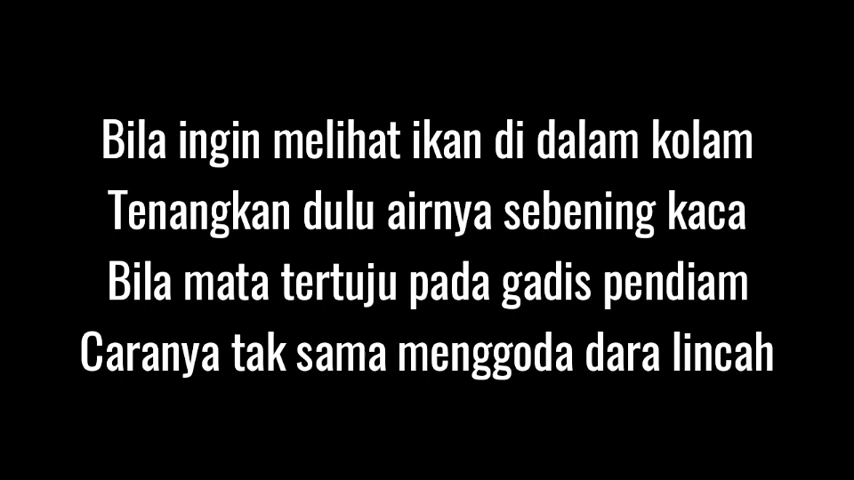 Bila ingin melihat ikan di dalam kolam
Tenangkan dulu airnya sebening kaca
Bila mata tertuju pada gadis pendiam
Caranya tak sama menggoda dara lincah